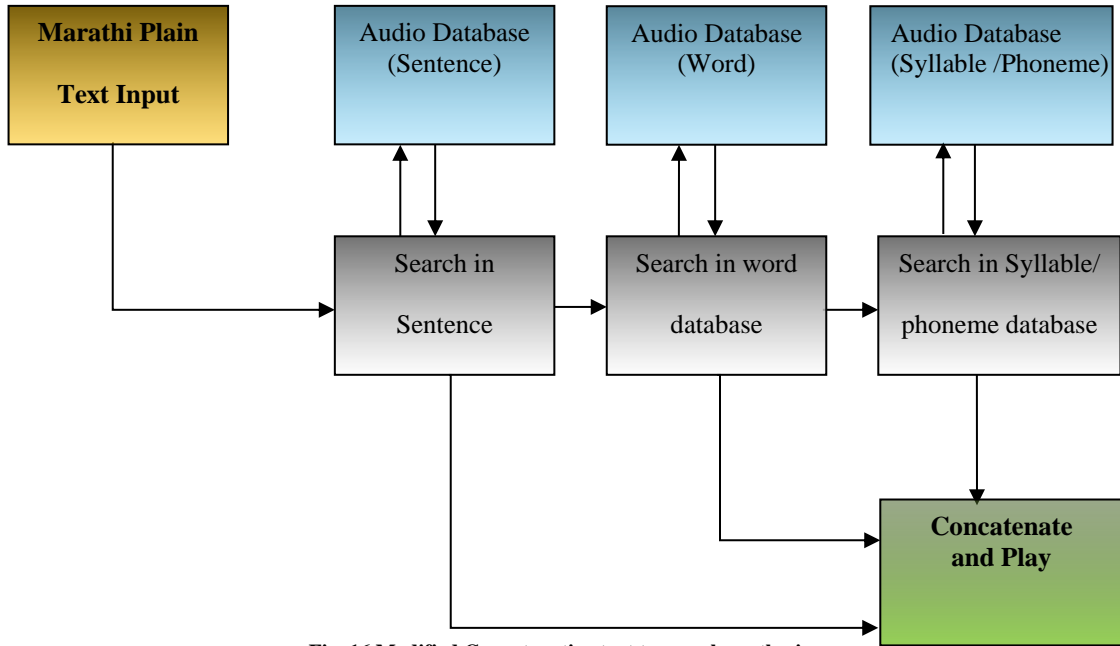 Marathi Plain
Text Input
Audio Database
(Sentence)
Audio Database
(Word)
Audio Database
(Syllable /Phoneme)
Search in
Sentence
Search in word
database
Search in Syllable/
phoneme database
Concatenate
and Play